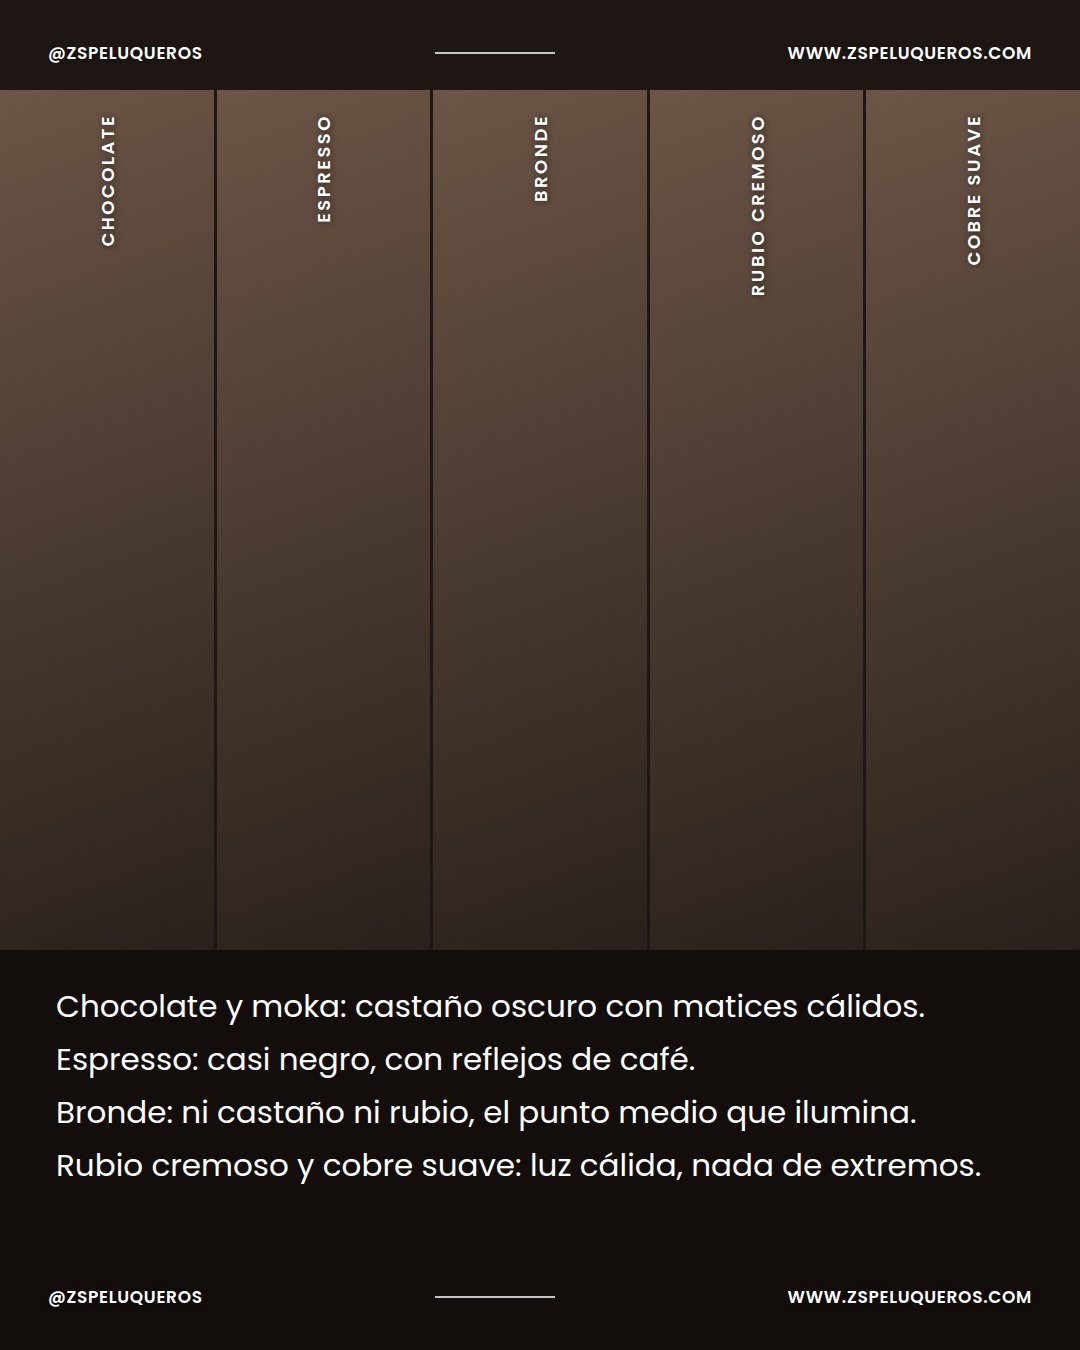 @ZSPELUQUEROS
WWW.ZSPELUQUEROS.COM
CHOCOLATE
ESPRESSO
BRONDE
RUBIO CREMOSO
COBRE SUAVE
Chocolate y moka: castaño oscuro con matices cálidos.
Espresso: casi negro, con reflejos de café.
Bronde: ni castaño ni rubio, el punto medio que ilumina.
Rubio cremoso y cobre suave: luz cálida, nada de extremos.
@ZSPELUQUEROS
WWW.ZSPELUQUEROS.COM